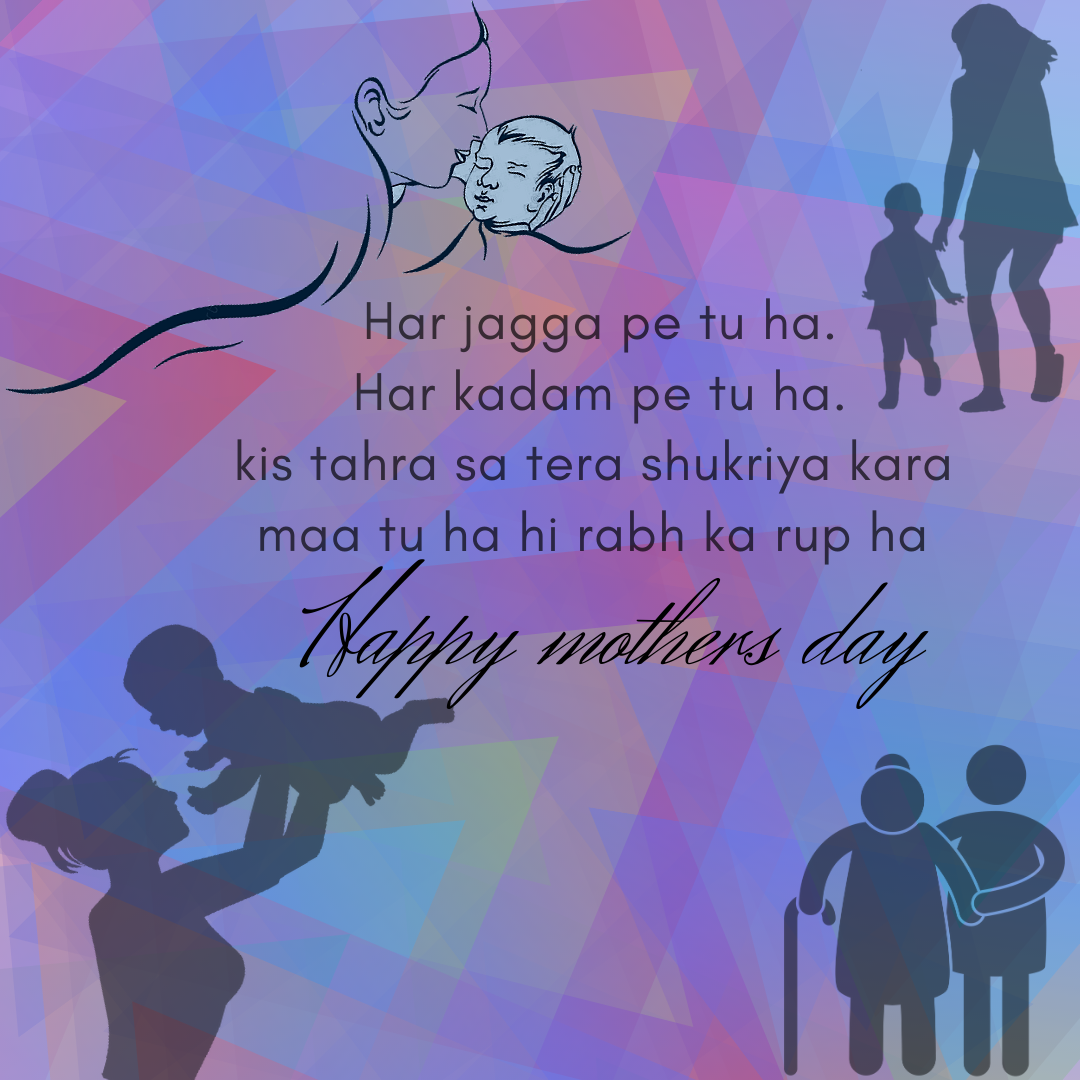 Har jagga pe tu ha.
Har kadam pe tu ha.
kis tahra sa tera shukriya kara
maa tu ha hi rabh ka rup ha
Happy mothers day